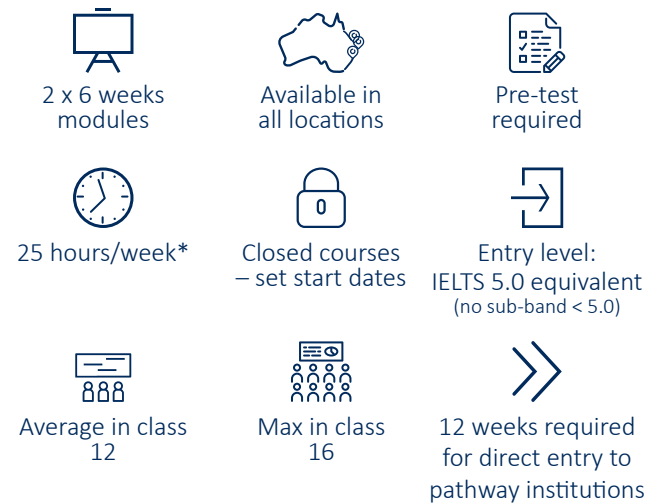 2 x 6 weeks
modules
Available in
all locations
Pre-test
required
25 hours/week*
Closed courses
– set start dates
Entry level:
IELTS 5.0 equivalent
(no sub-band < 5.0)
Average in class
12
Max in class
16
12 weeks required
for direct entry to
pathway institutions